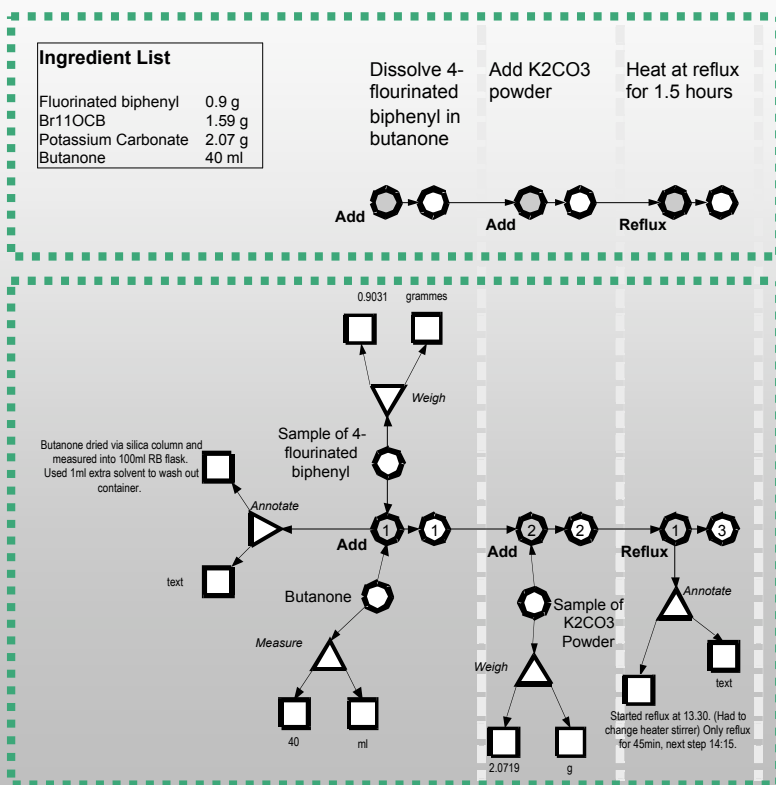 Ingredient List
Fluorinated biphenyl 0.9 g
Br11OCB 1.59 g
Potassium Carbonate 2.07 g
Butanone 40 ml
Dissolve 4-
flourinated
biphenyl in
butanone
Add K2CO3
powder
Heat at reflux
for 1.5 hours
Add
Add
Reflux
0.9031
grammes
Weigh
Sample of 4-
flourinated
biphenyl
Butanone dried via silica column and
measured into 100ml RB flask.
Used 1ml extra solvent to wash out
container.
Annotate
text
Add
1
1
Add
2
2
Reflux
1
3
Butanone
Measure
40
ml
Sample of
K2CO3
Powder
Weigh
2.0719
g
Annotate
text
Started reflux at 13.30. (Had to
change heater stirrer) Only reflux
for 45min, next step 14:15.